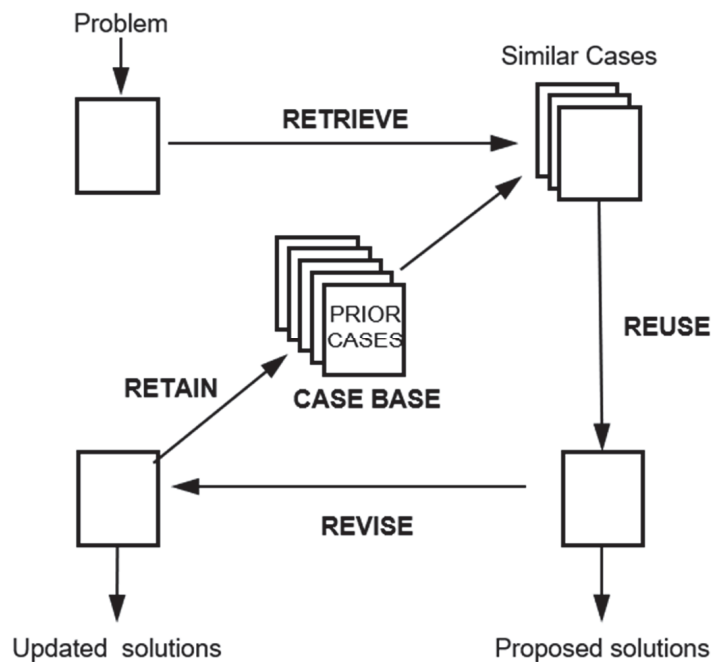 Problem
Similar Cases
RETRIEVE
PRIOR
CASES
REUSE
RETAIN
CASE BASE
REVISE
Updated solutions
Proposed solutions